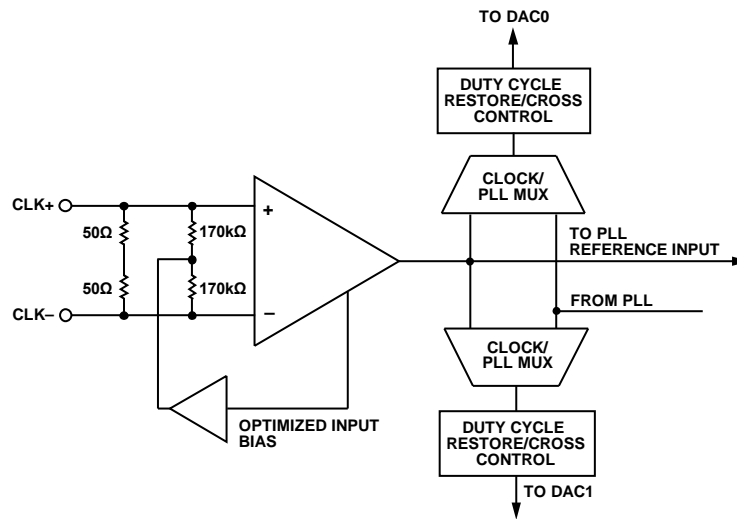 TO DAC0
DUTY CYCLE
RESTORE/CROSS
CONTROL
CLOCK/
PLL MUX
CLK+
+
50Ω
170kΩ
TO PLL
REFERENCE INPUT
50Ω
170kΩ
FROM PLL
CLK–
–
CLOCK/
PLL MUX
OPTIMIZED INPUT
BIAS
DUTY CYCLE
RESTORE/CROSS
CONTROL
TO DAC1